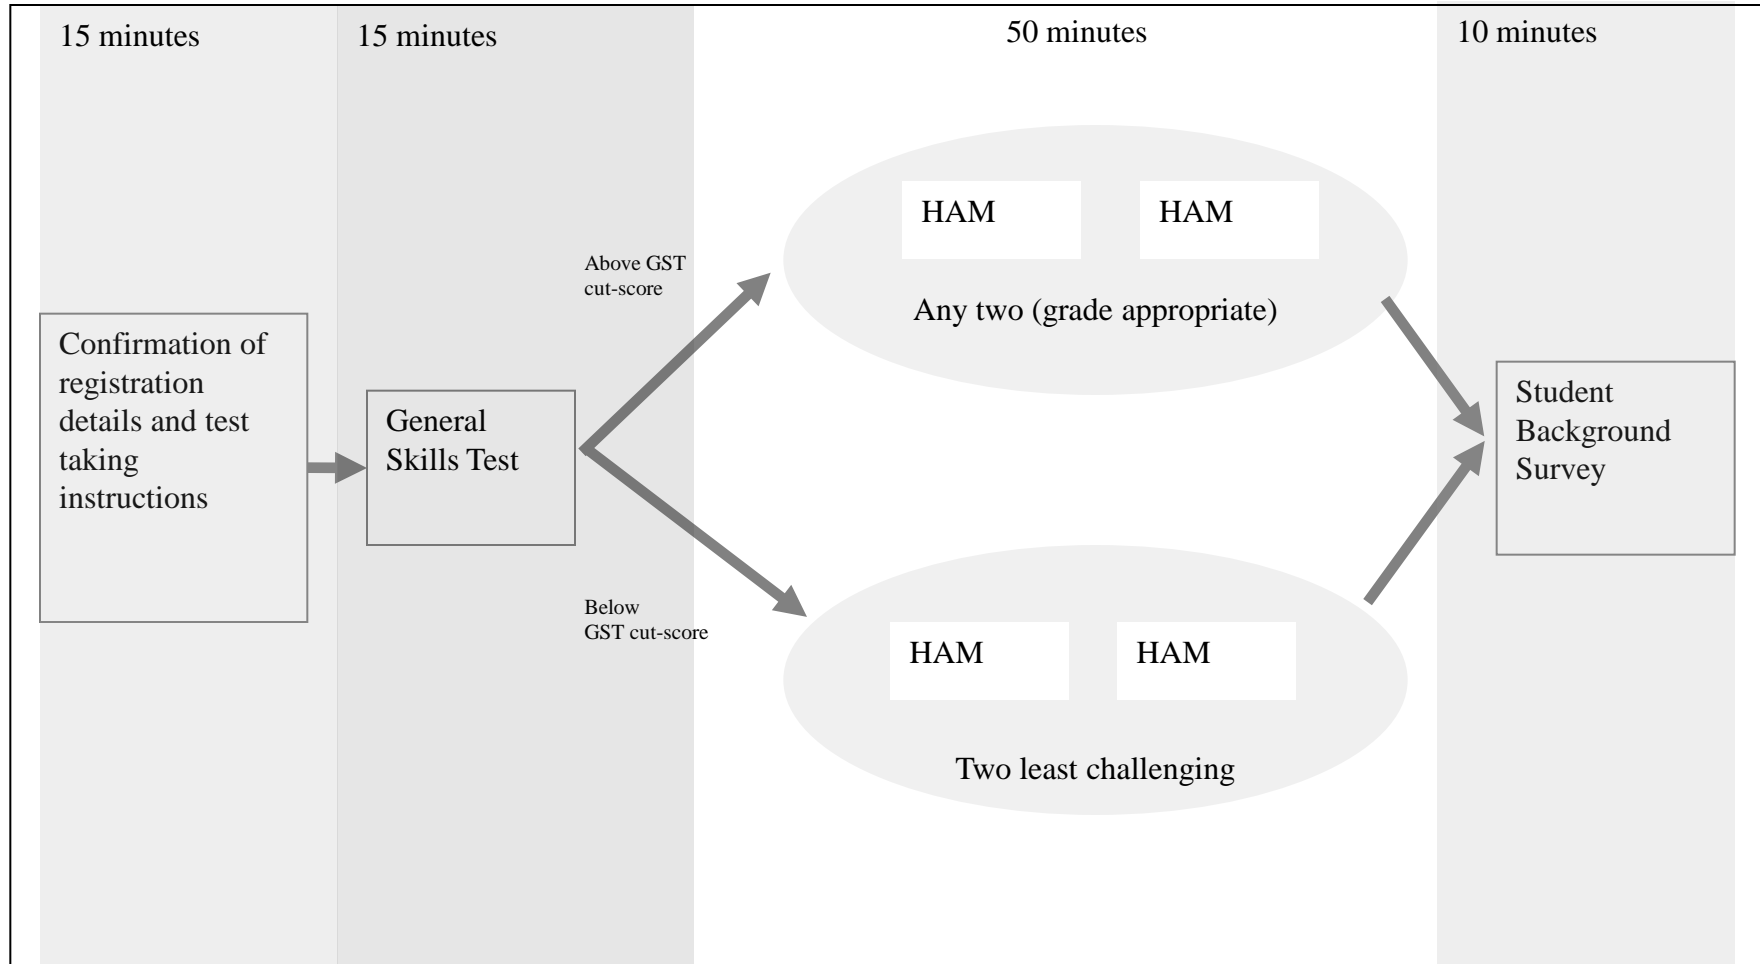 15 minutes
15 minutes
50 minutes
10 minutes
Confirmation of
registration
details and test
taking
instructions
General
Skills Test
Above GST
cut-score
HAM
HAM
Any two (grade appropriate)
Below
GST cut-score
HAM
HAM
Two least challenging
Student
Background
Survey